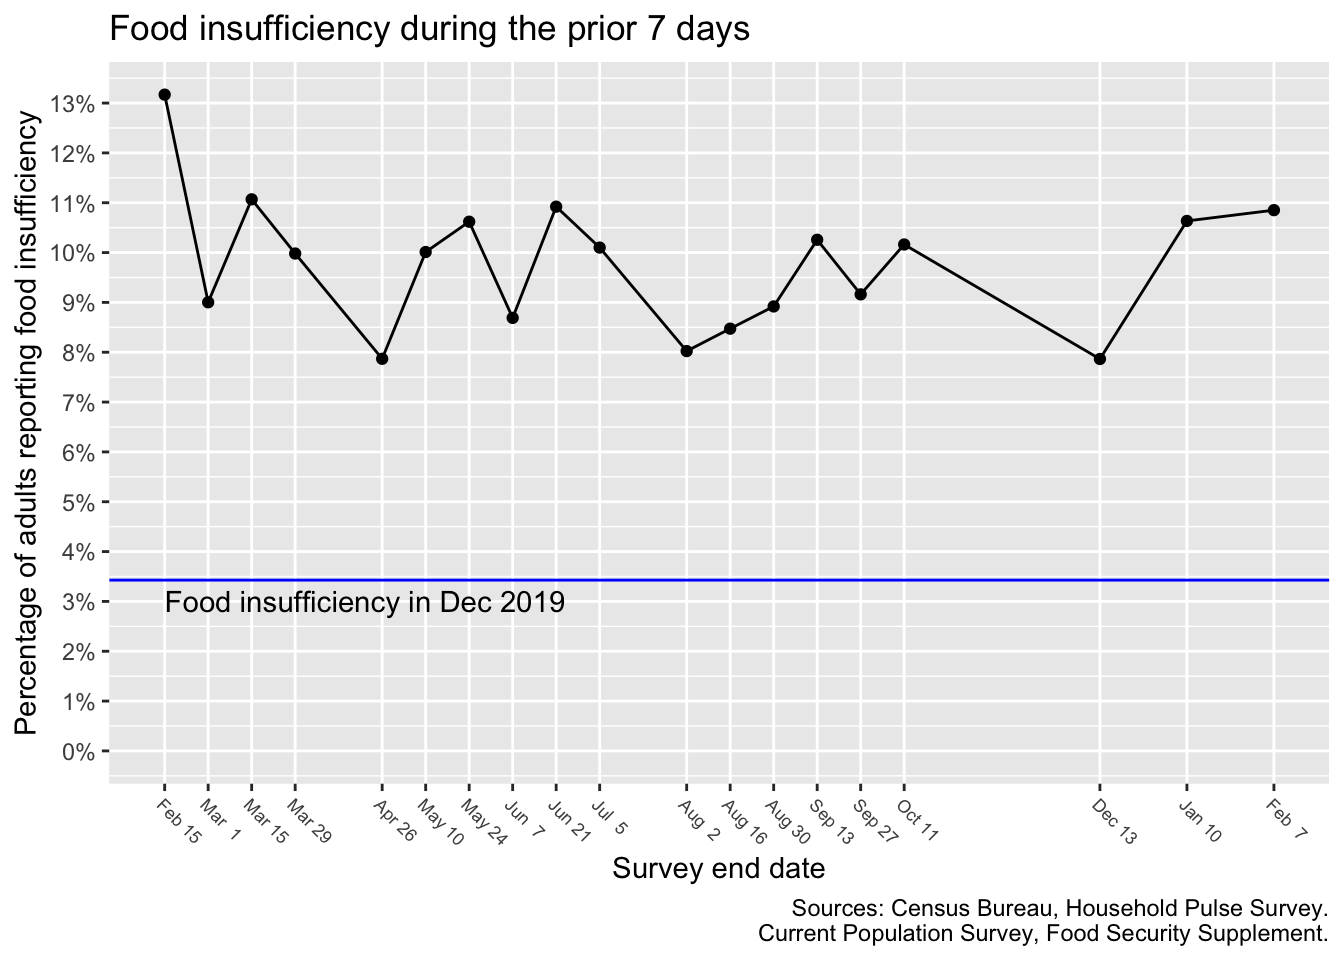 Food insufficiency during the prior 7 days
Percentage of adults reporting food insufficiency
13%
12%
11%
10%
9%
8%
7%
6%
5%
4%
3%
2%
1%
0%
Food insufficiency in Dec 2019
Feb 15
Mar 1
Mar 15
Mar 29
Apr 26
May 10
May 24
Jun 7
Jun 21
Jul 5
Aug 2
Aug 16
Aug 30
Sep 13
Sep 27
Oct 11
Dec 13
Jan 10
Feb 7
Survey end date
Sources: Census Bureau, Household Pulse Survey.
Current Population Survey, Food Security Supplement.